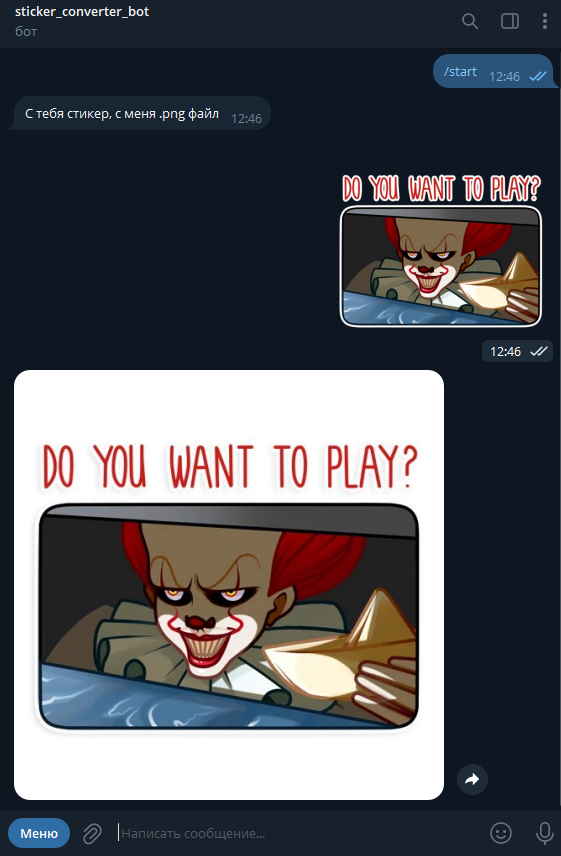 sticker_converter_bot
бот
/start 12:46
С тебя стикер, с меня .png файл 12:46
DO YOU WANT TO PLAY?
12:46
DO YOU WANT TO PLAY?
Меню Написать сообщение...